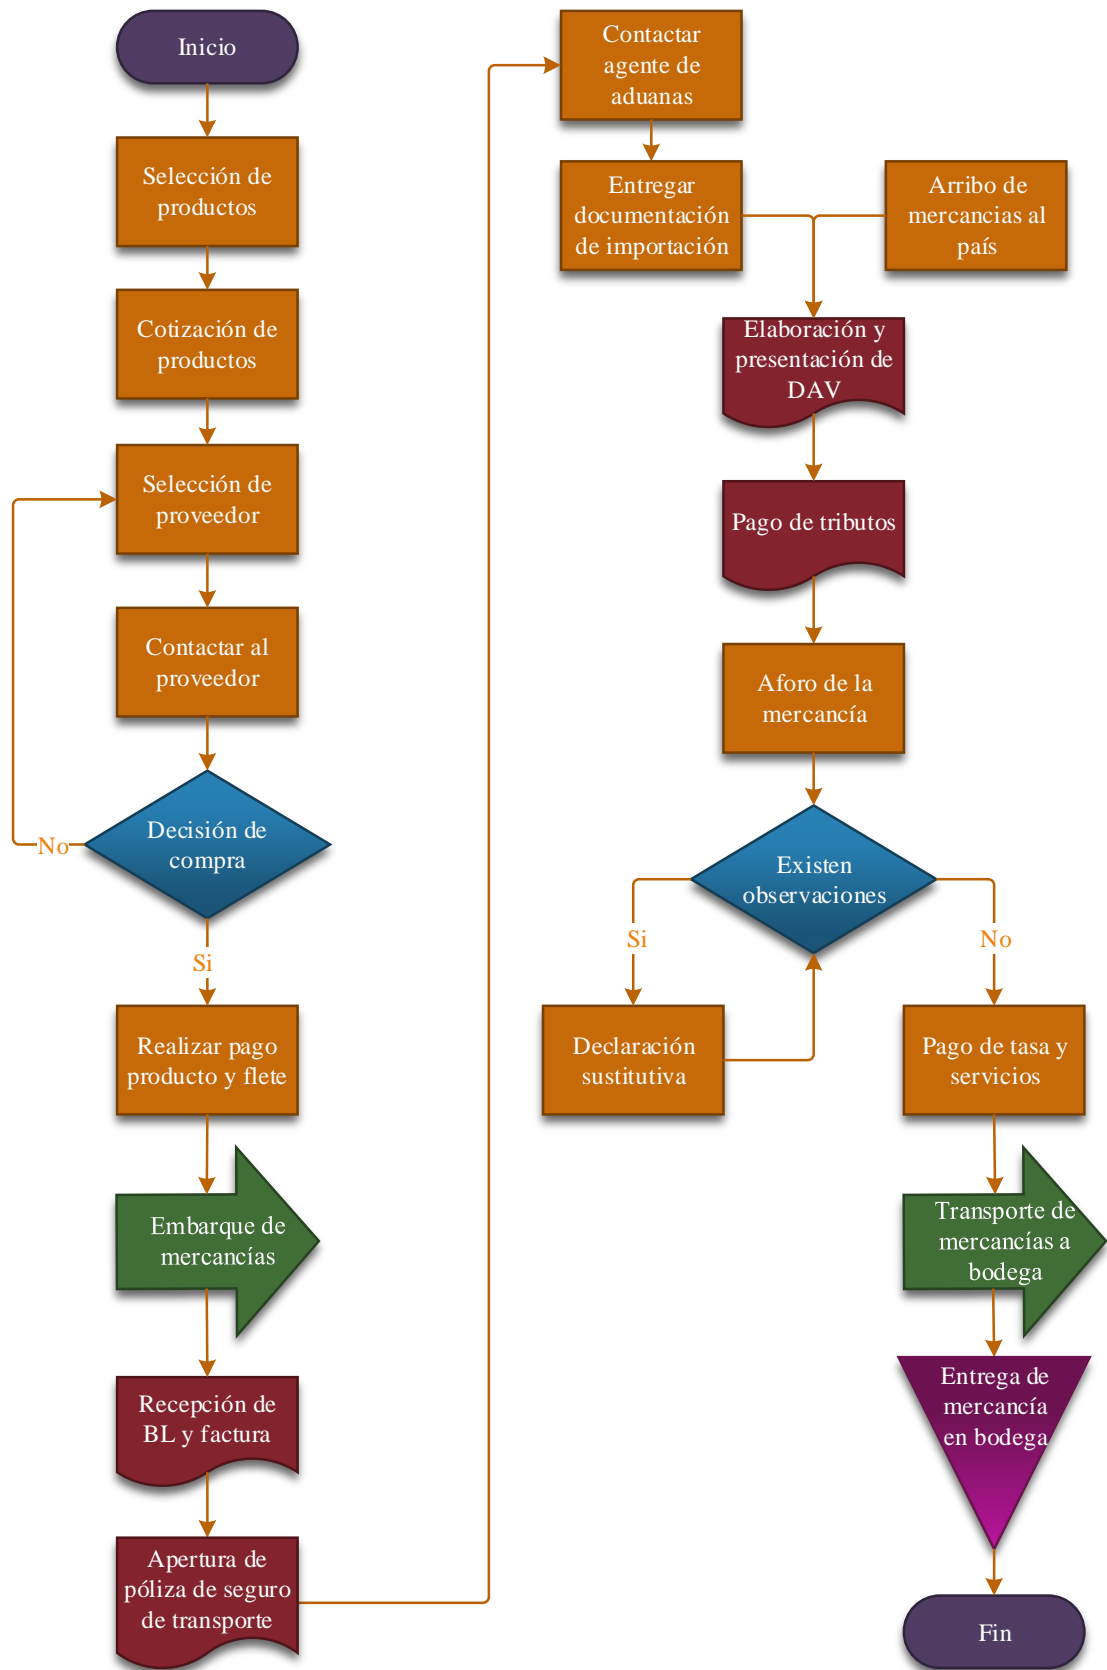 Inicio
Selección de
productos
Cotización de
productos
Selección de
proveedor
Contactar al
proveedor
Decisión de
compra
No
Si
Realizar pago
producto y flete
Embarque de
mercancías
Recepción de
BL y factura
Apertura de
póliza de seguro
de transporte
Contactar
agente de
aduanas
Entregar
documentación
de importación
Arribo de
mercancias al
país
Elaboración y
presentación de
DAV
Pago de tributos
Aforo de la
mercancía
Existen
observaciones
Si
No
Declaración
sustitutiva
Pago de tasa y
servicios
Transporte de
mercancías a
bodega
Entrega de
mercancía
en bodega
Fin